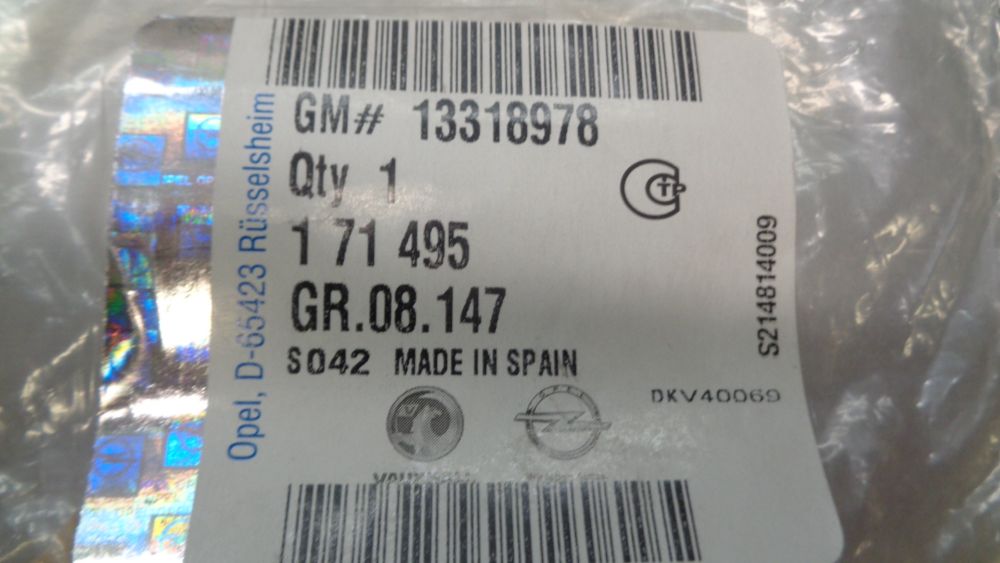 GM# 13318978
Qty 1
1 71 495
GR.08.147
S042 MADE IN SPAIN
Opel, D-65423 Rüsselsheim
S214814009
DKV40069
OPEL